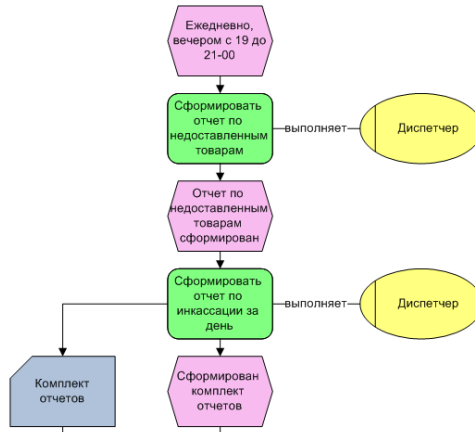 Ежедневно,
вечером с 19 до
21-00
Сформировать
отчет по
недоставленным
товарам
выполняет
Диспетчер
Отчет по
недоставленным
товарам
сформирован
Сформировать
отчет по
инкассации за
день
выполняет
Диспетчер
Комплект
отчетов
Сформирован
комплект
отчетов